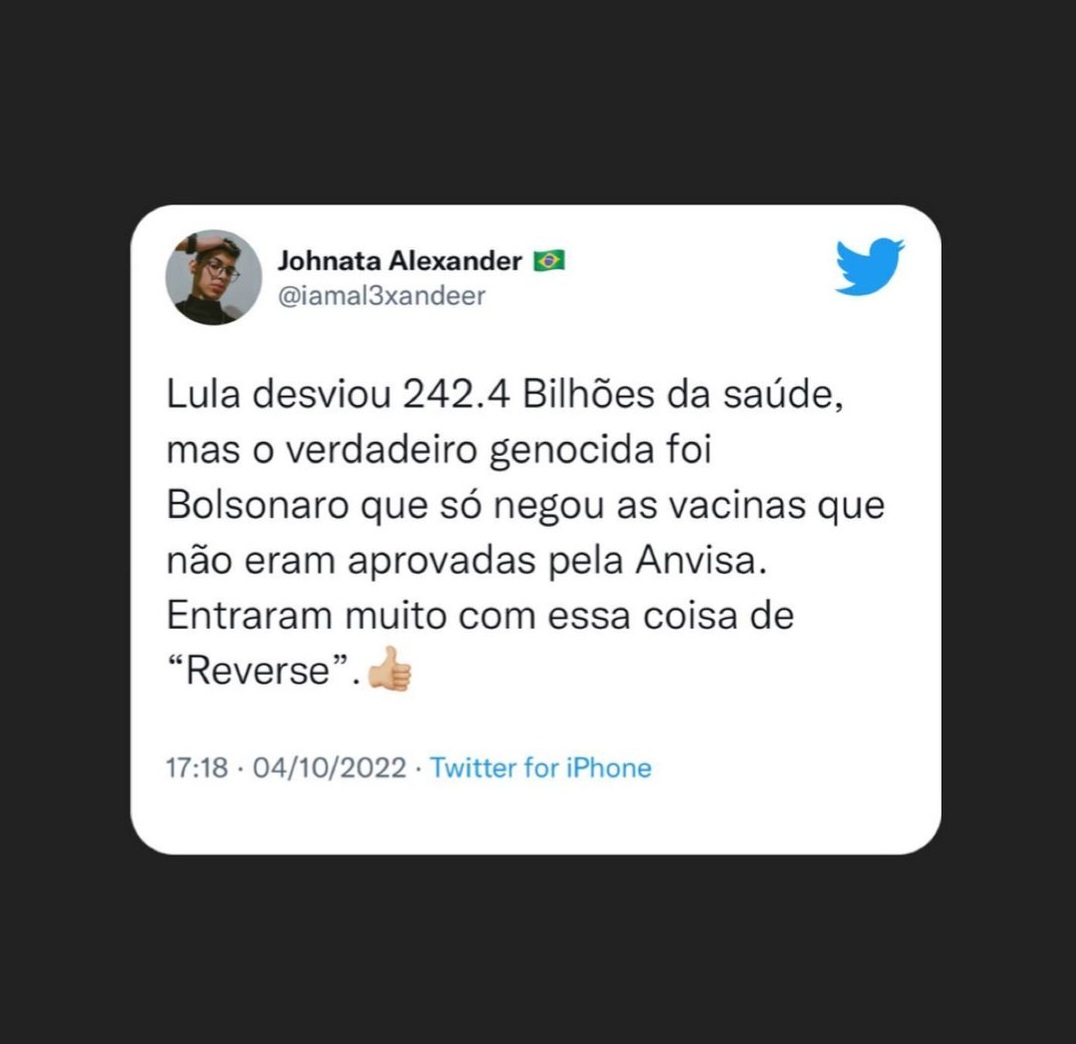 Johnata Alexander 🇧🇷
@iamal3xandeer
Lula desviou 242.4 Bilhões da saúde,
mas o verdadeiro genocida foi
Bolsonaro que só negou as vacinas que
não eram aprovadas pela Anvisa.
Entraram muito com essa coisa de
“Reverse”.👍🏼
17:18 · 04/10/2022 · Twitter for iPhone